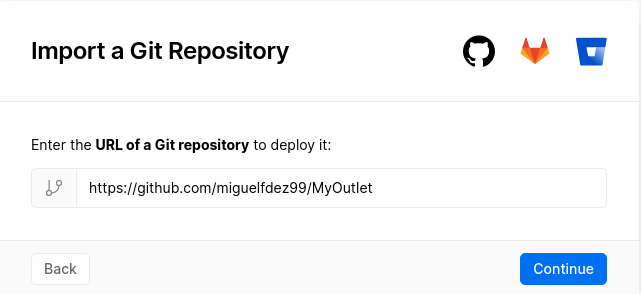 Import a Git Repository
Enter the URL of a Git repository to deploy it:
https://github.com/miguelfdez99/MyOutlet
Back
Continue